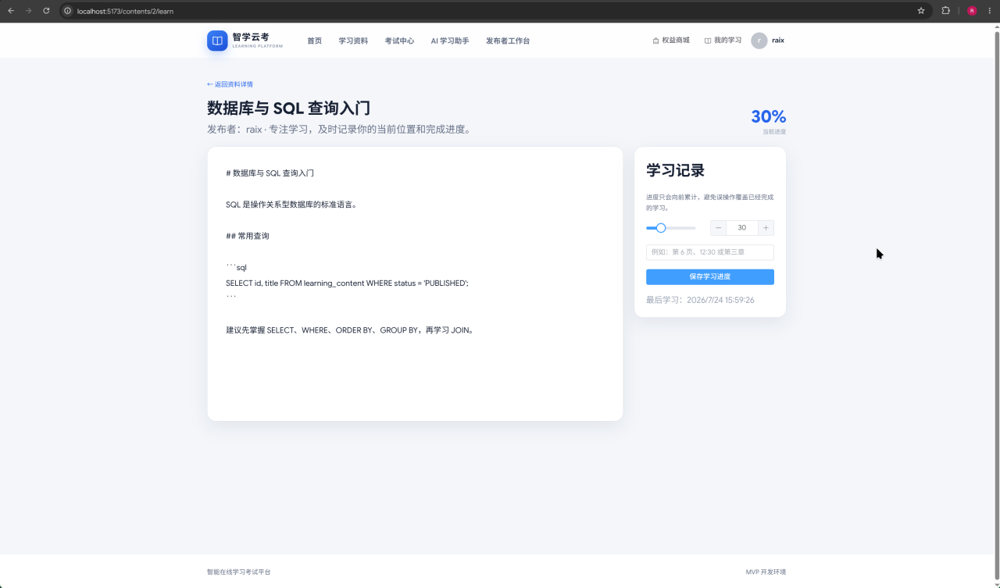 localhost:5173/contents/2/learn
R
智学云考
LEARNING PLATFORM
首页 学习资料 考试中心 AI 学习助手 发布者工作台
权益商城 我的学习 r raix
← 返回资料详情
数据库与 SQL 查询入门
发布者：raix · 专注学习，及时记录你的当前位置和完成进度。
30%
当前进度
# 数据库与 SQL 查询入门
SQL 是操作关系型数据库的标准语言。
## 常用查询
```sql
SELECT id, title FROM learning_content WHERE status = 'PUBLISHED';
```
建议先掌握 SELECT、WHERE、ORDER BY、GROUP BY，再学习 JOIN。
学习记录
进度只会向前累计，避免误操作覆盖已经完成
的学习。
− 30 +
例如：第 6 页、12:30 或第三章
保存学习进度
最后学习：2026/7/24 15:59:26
智能在线学习考试平台
MVP 开发环境